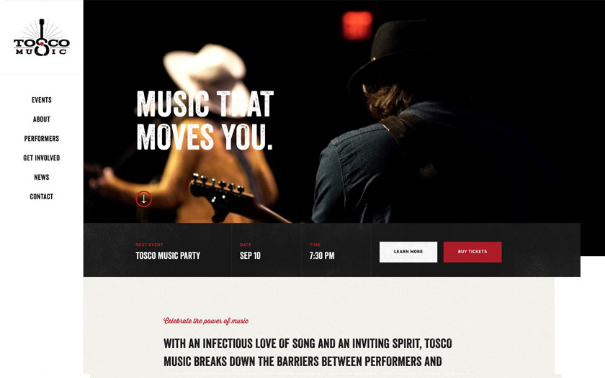 TOSCO
MUSIC
EVENTS
ABOUT
PERFORMERS
GET INVOLVED
NEWS
CONTACT
MUSIC THAT
MOVES YOU.
NEXT EVENT
TOSCO MUSIC PARTY
DATE
SEP 10
TIME
7:30 PM
LEARN MORE
BUY TICKETS
Celebrate the power of music
WITH AN INFECTIOUS LOVE OF SONG AND AN INVITING SPIRIT, TOSCO
MUSIC BREAKS DOWN THE BARRIERS BETWEEN PERFORMERS AND